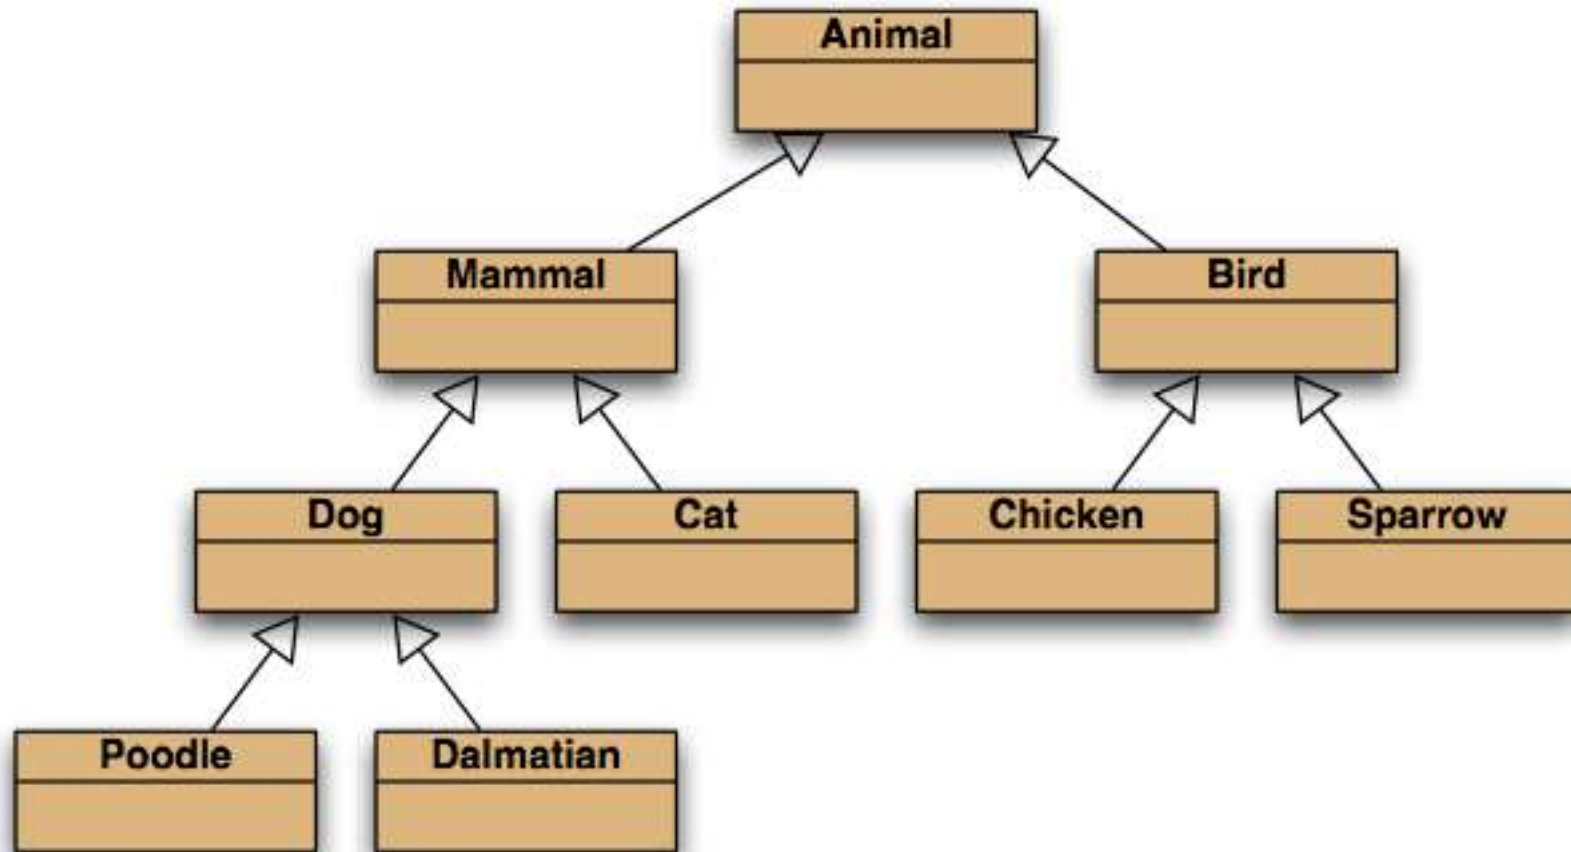 Animal
Mammal
Bird
Dog
Cat
Chicken
Sparrow
Poodle
Dalmatian